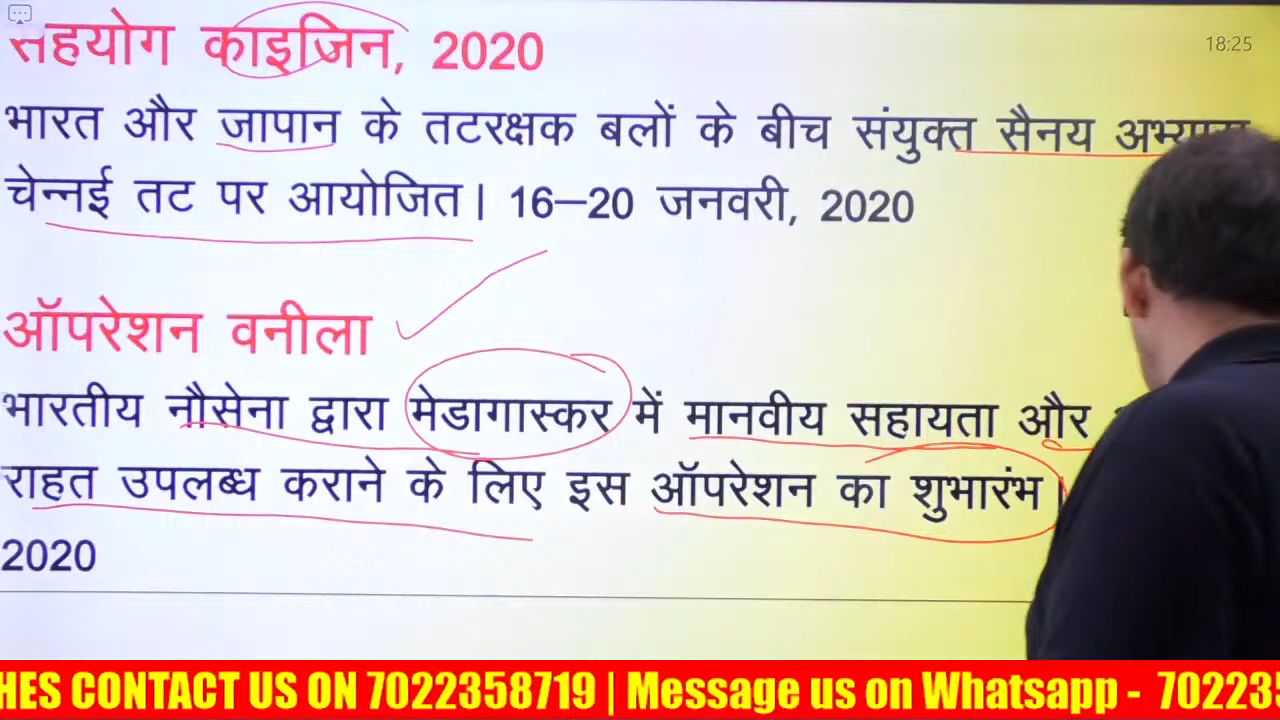 सहयोग काइजिन, 2020
18:25
भारत और जापान के तटरक्षक बलों के बीच संयुक्त सैनय अभ्यास
चेन्नई तट पर आयोजित। 16–20 जनवरी, 2020
ऑपरेशन वनीला
भारतीय नौसेना द्वारा मेडागास्कर में मानवीय सहायता और
राहत उपलब्ध कराने के लिए इस ऑपरेशन का शुभारंभ।
2020
HES CONTACT US ON 7022358719 | Message us on Whatsapp - 70223